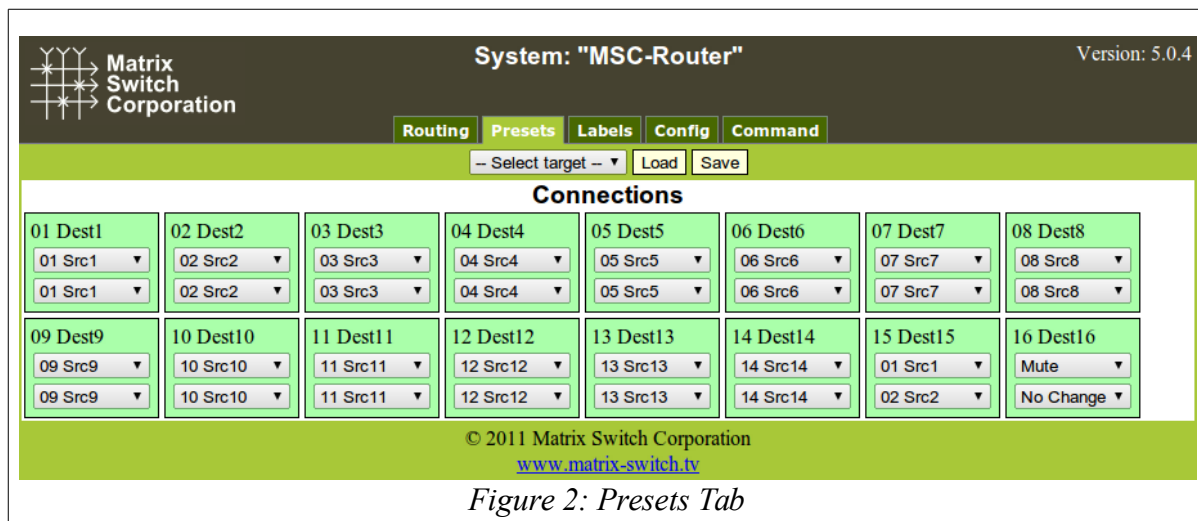 Matrix
Switch
Corporation
System: "MSC-Router"
Version: 5.0.4
Routing Presets Labels Config Command
-- Select target -- Load Save
Connections
01 Dest1 02 Dest2 03 Dest3 04 Dest4 05 Dest5 06 Dest6 07 Dest7 08 Dest8
01 Src1 02 Src2 03 Src3 04 Src4 05 Src5 06 Src6 07 Src7 08 Src8
01 Src1 02 Src2 03 Src3 04 Src4 05 Src5 06 Src6 07 Src7 08 Src8
09 Dest9 10 Dest10 11 Dest11 12 Dest12 13 Dest13 14 Dest14 15 Dest15 16 Dest16
09 Src9 10 Src10 11 Src11 12 Src12 13 Src13 14 Src14 01 Src1 Mute
09 Src9 10 Src10 11 Src11 12 Src12 13 Src13 14 Src14 02 Src2 No Change
© 2011 Matrix Switch Corporation
www.matrix-switch.tv
Figure 2: Presets Tab